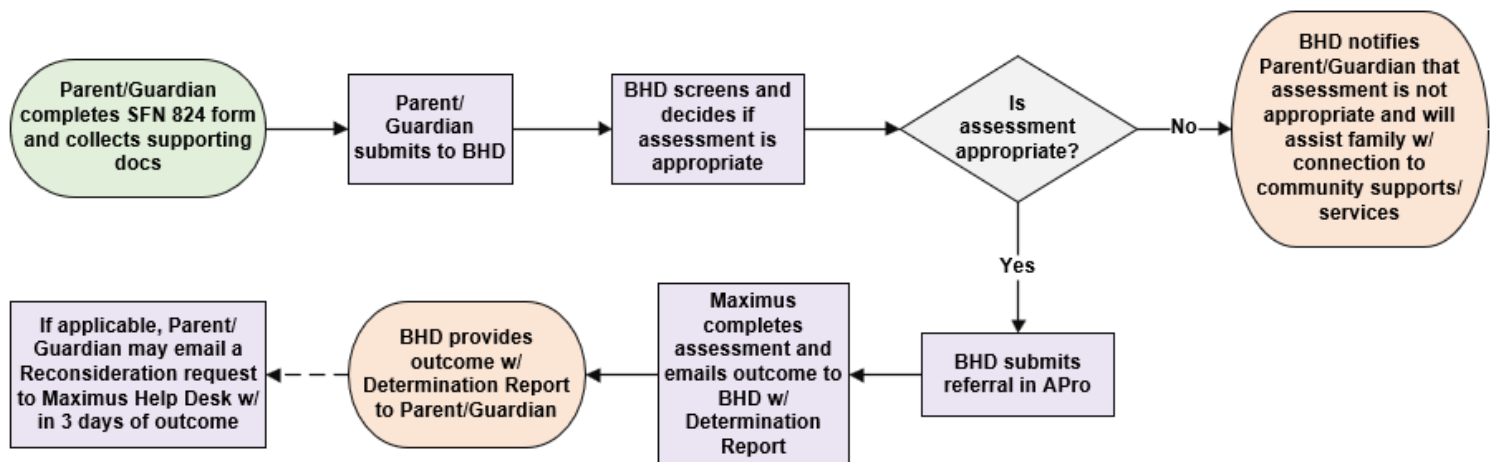 Parent/Guardian
completes SFN 824 form
and collects supporting
docs
Parent/
Guardian
submits to BHD
BHD screens and
decides if
assessment is
appropriate
Is
assessment
appropriate?
No
BHD notifies
Parent/Guardian that
assessment is not
appropriate and will
assist family w/
connection to
community supports/
services
Yes
BHD submits
referral in APro
Maximus
completes
assessment and
emails outcome to
BHD w/
Determination
Report
BHD provides
outcome w/
Determination Report
to Parent/Guardian
If applicable, Parent/
Guardian may email a
Reconsideration request
to Maximus Help Desk w/
in 3 days of outcome